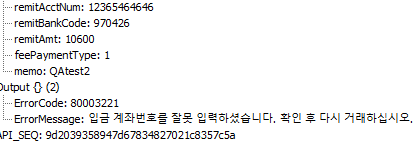 remitAcctNum: 12365464646
remitBankCode: 970426
remitAmt: 10600
feePaymentType: 1
memo: QAtest2
Output {} (2)
ErrorCode: 80003221
ErrorMessage: 입금 계좌번호를 잘못 입력하셨습니다. 확인 후 다시 거래하십시오.
API_SEQ: 9d2039358947d67834827021c8357c5a